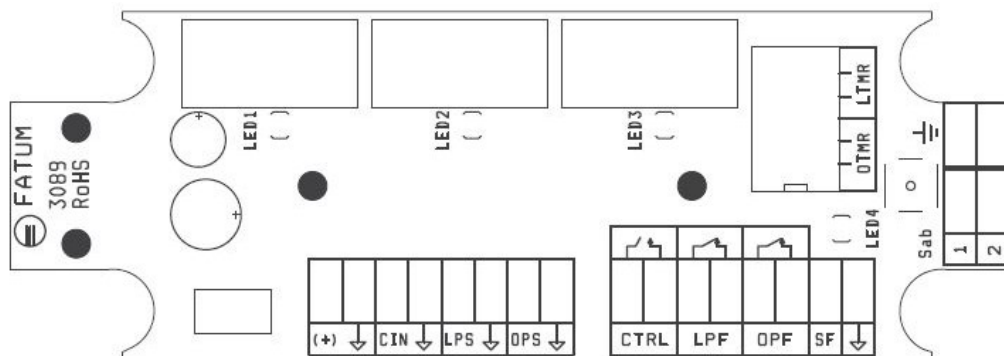 FATUM
3089
RoHS
LED1
LED2
LED3
LTMR
OTMR
LED4
Sab
1
2
(+) CIN LPS OPS
CTRL LPF OPF SF